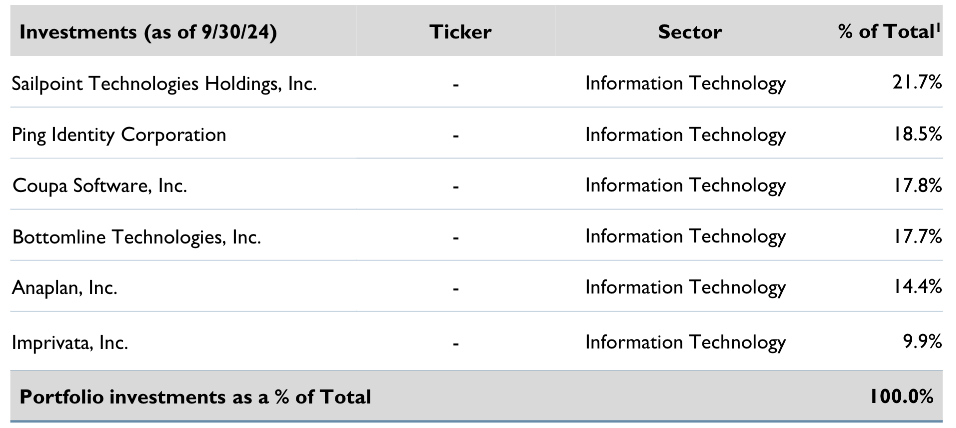 Investments (as of 9/30/24) Ticker Sector % of Total¹
Sailpoint Technologies Holdings, Inc. - Information Technology 21.7%
Ping Identity Corporation - Information Technology 18.5%
Coupa Software, Inc. - Information Technology 17.8%
Bottomline Technologies, Inc. - Information Technology 17.7%
Anaplan, Inc. - Information Technology 14.4%
Imprivata, Inc. - Information Technology 9.9%
Portfolio investments as a % of Total 100.0%